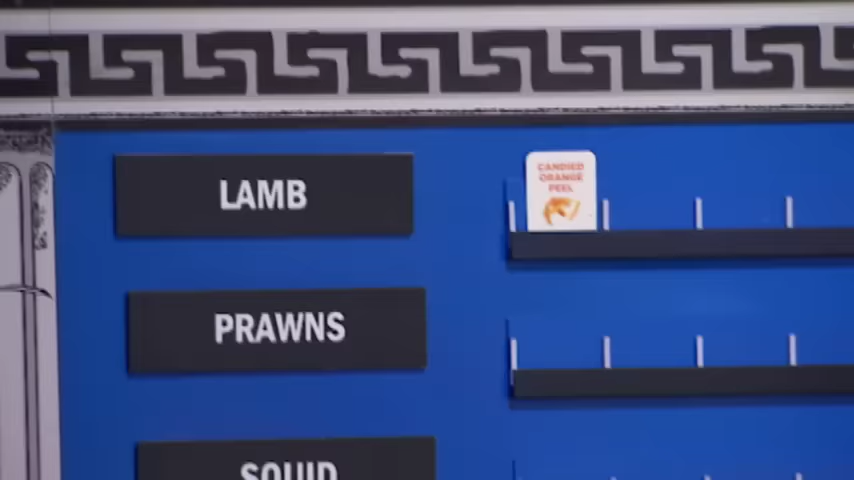 LAMB
CANDIED
ORANGE
PEEL
PRAWNS
SQUID